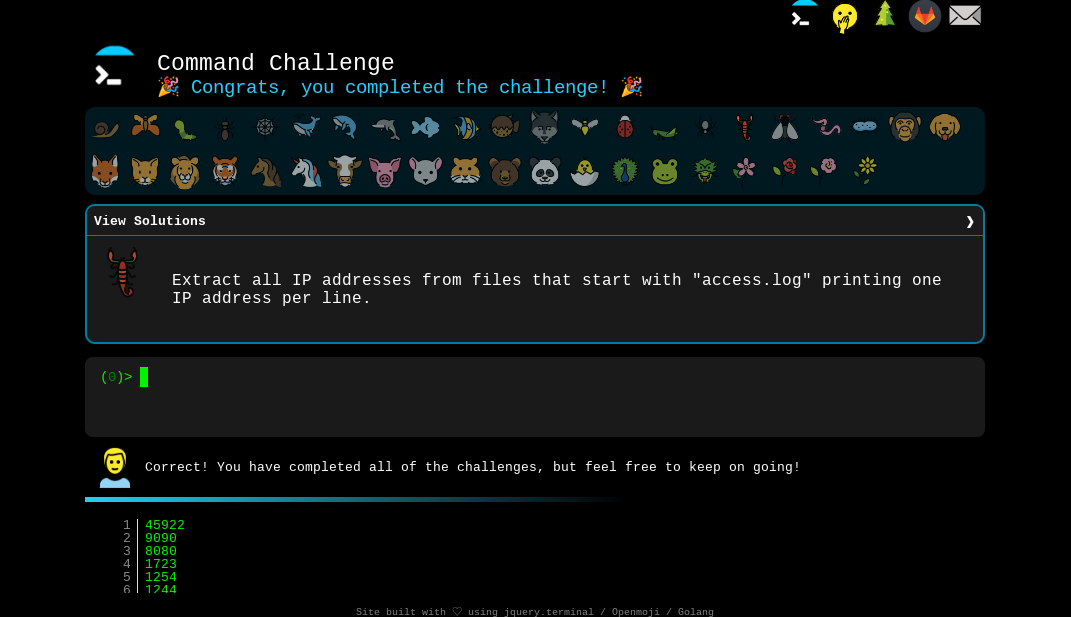 Command Challenge
🎉 Congrats, you completed the challenge! 🎉
View Solutions ❯
Extract all IP addresses from files that start with "access.log" printing one
IP address per line.
(0)>
Correct! You have completed all of the challenges, but feel free to keep on going!
1 45922
2 9090
3 8080
4 1723
5 1254
6 1244
Site built with ♡ using jquery.terminal / Openmoji / Golang